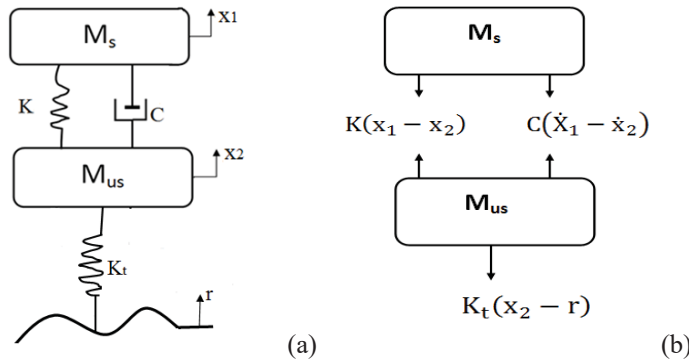 x1
Ms
K
C
x2
Mus
Kt
r
(a)
Ms
K(x₁ − x₂)
C(Ẋ₁ − ẋ₂)
Mus
Kt(x₂ − r)
(b)